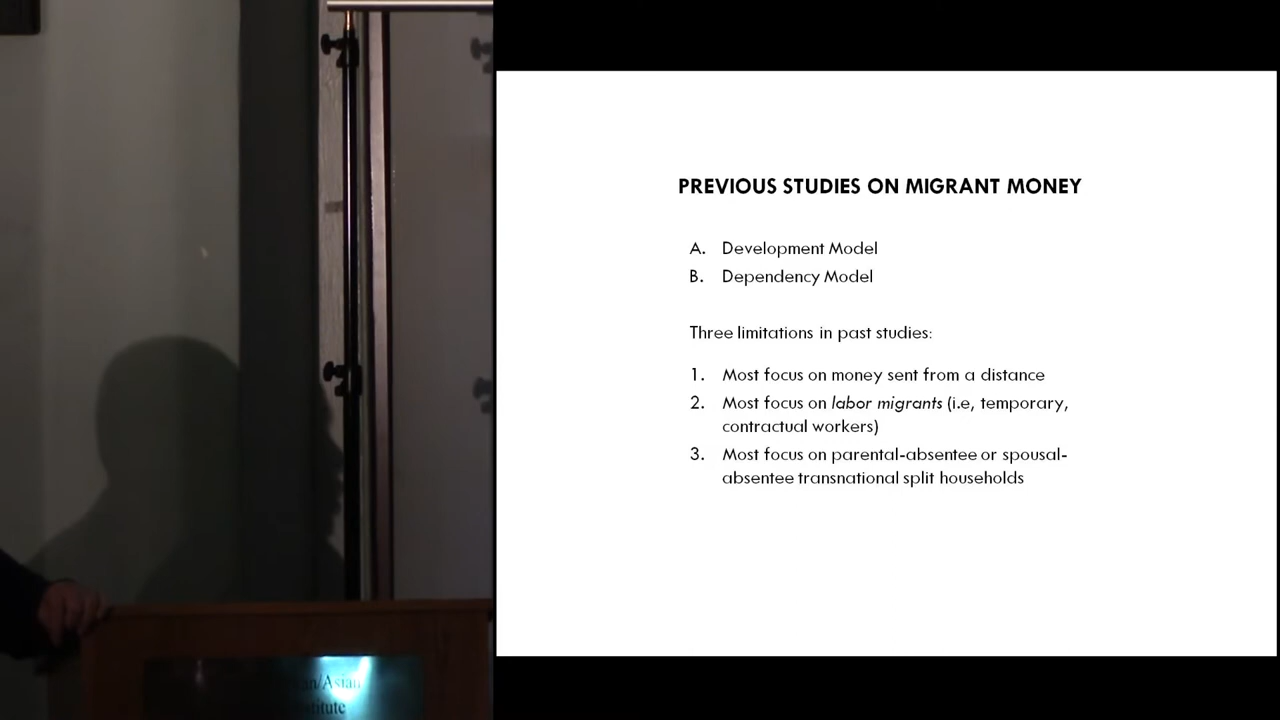 PREVIOUS STUDIES ON MIGRANT MONEY
A. Development Model
B. Dependency Model
Three limitations in past studies:
1. Most focus on money sent from a distance
2. Most focus on labor migrants (i.e, temporary,
contractual workers)
3. Most focus on parental-absentee or spousal-
absentee transnational split households
/Asian